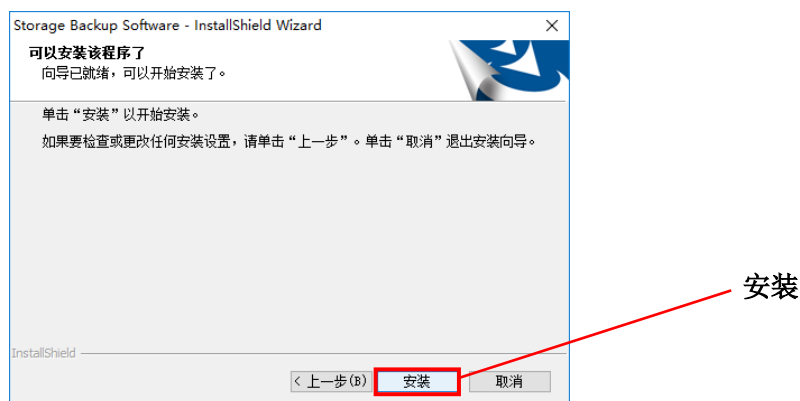 Storage Backup Software - InstallShield Wizard
可以安装该程序了
向导已就绪，可以开始安装了。
单击“安装”以开始安装。
如果要检查或更改任何安装设置，请单击“上一步”。单击“取消”退出安装向导。
安装
InstallShield
< 上一步(B) 安装 取消